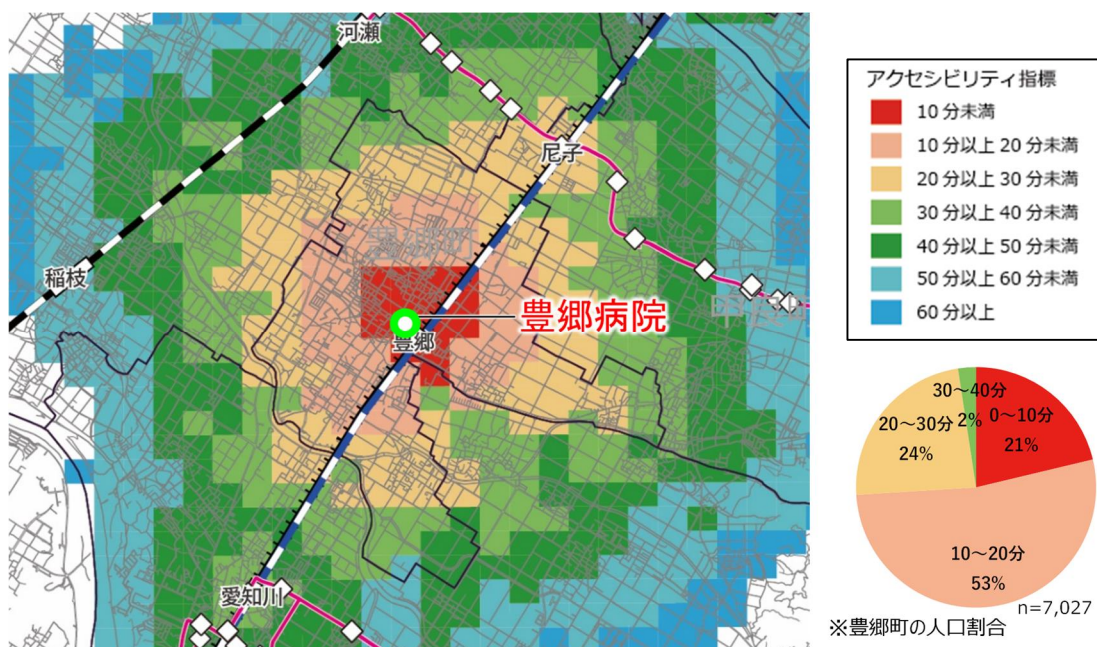 河瀬
尼子
稲枝
豊郷病院
豊郷
愛知川
アクセシビリティ指標
10分未満
10分以上20分未満
20分以上30分未満
30分以上40分未満
40分以上50分未満
50分以上60分未満
60分以上
30~40分
2%
0~10分
21%
20~30分
24%
10~20分
53%
n=7,027
※豊郷町の人口割合